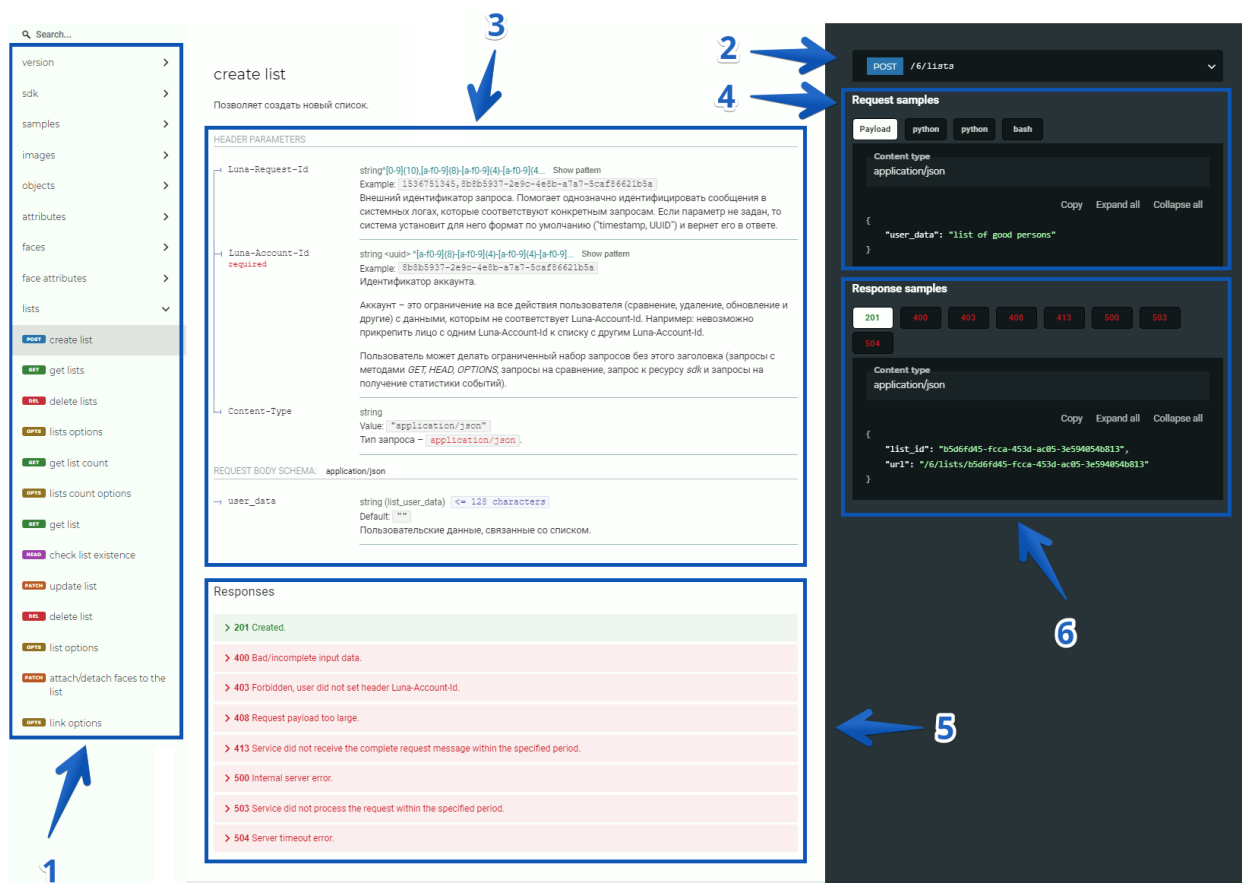 Search...
version
sdk
samples
images
objects
attributes
faces
face attributes
lists
POST create list
GET get lists
DEL delete lists
OPTS lists options
GET get list count
OPTS lists count options
GET get list
HEAD check list existence
PATCH update list
DEL delete list
OPTS list options
PATCH attach/detach faces to the
list
OPTS link options
1
3
create list
Позволяет создать новый список.
HEADER PARAMETERS
Luna-Request-Id
string^[0-9]{10},[a-f0-9]{8}-[a-f0-9]{4}-[a-f0-9]{4... Show pattern
Example: 1536751345,8b8b5937-2e9c-4e8b-a7a7-5caf86621b5a
Внешний идентификатор запроса. Помогает однозначно идентифицировать сообщения в
системных логах, которые соответствуют конкретным запросам. Если параметр не задан, то
система установит для него формат по умолчанию ("timestamp, UUID") и вернет его в ответе.
Luna-Account-Id
required
string <uuid> ^[a-f0-9]{8}-[a-f0-9]{4}-[a-f0-9]{4}-[a-f0-9]... Show pattern
Example: 8b8b5937-2e9c-4e8b-a7a7-5caf86621b5a
Идентификатор аккаунта.
Аккаунт – это ограничение на все действия пользователя (сравнение, удаление, обновление и
другие) с данными, которым не соответствует Luna-Account-Id. Например: невозможно
прикрепить лицо с одним Luna-Account-Id к списку с другим Luna-Account-Id.
Пользователь может делать ограниченный набор запросов без этого заголовка (запросы с
методами GET, HEAD, OPTIONS, запросы на сравнение, запрос к ресурсу sdk и запросы на
получение статистики событий).
Content-Type
string
Value: "application/json"
Тип запроса – application/json.
REQUEST BODY SCHEMA: application/json
user_data
string (list_user_data) <= 128 characters
Default: ""
Пользовательские данные, связанные со списком.
Responses
201 Created.
400 Bad/incomplete input data.
403 Forbidden, user did not set header Luna-Account-Id.
408 Request payload too large.
413 Service did not receive the complete request message within the specified period.
500 Internal server error.
503 Service did not process the request within the specified period.
504 Server timeout error.
5
2
POST /6/lists
4
Request samples
Payload python python bash
Content type
application/json
Copy Expand all Collapse all
{
"user_data": "list of good persons"
}
Response samples
201 400 403 408 413 500 503
504
Content type
application/json
Copy Expand all Collapse all
{
"list_id": "b5d6fd45-fcca-453d-ac05-3e594054b813",
"url": "/6/lists/b5d6fd45-fcca-453d-ac05-3e594054b813"
}
6